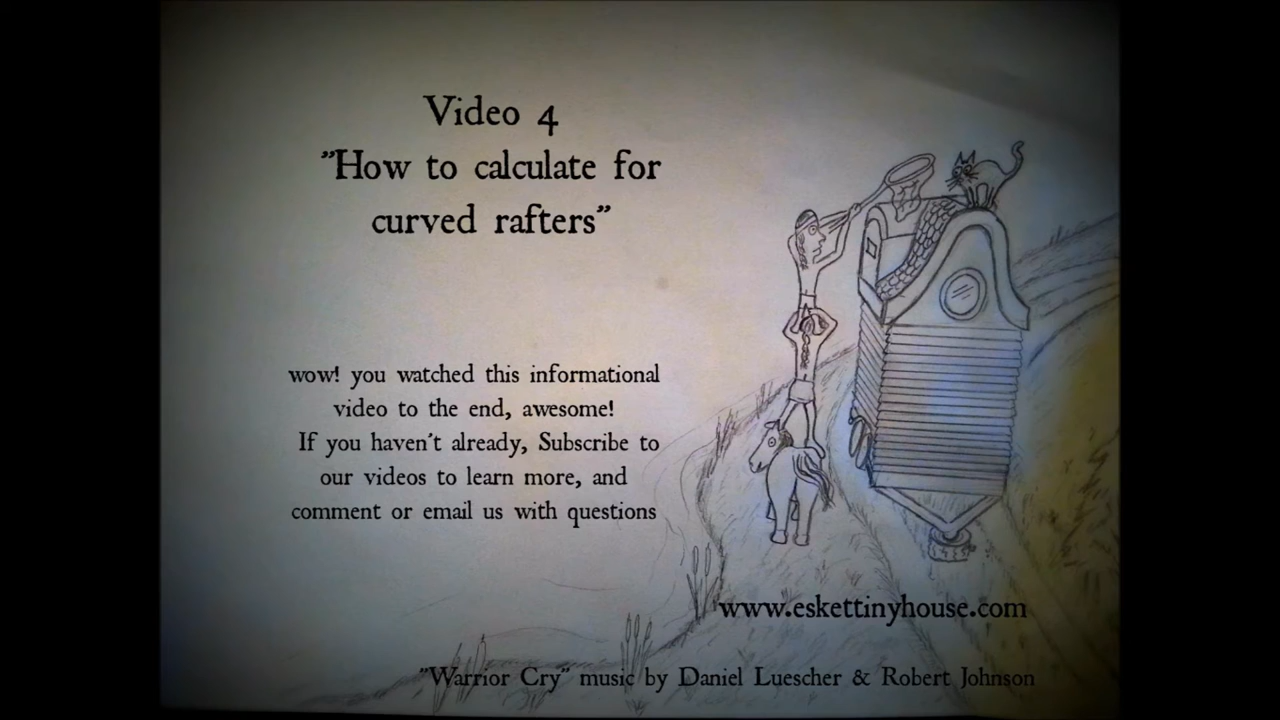 Video 4
"How to calculate for
curved rafters"
wow! you watched this informational
video to the end, awesome!
If you haven't already, Subscribe to
our videos to learn more, and
comment or email us with questions
www.eskettinyhouse.com
"Warrior Cry" music by Daniel Luescher & Robert Johnson